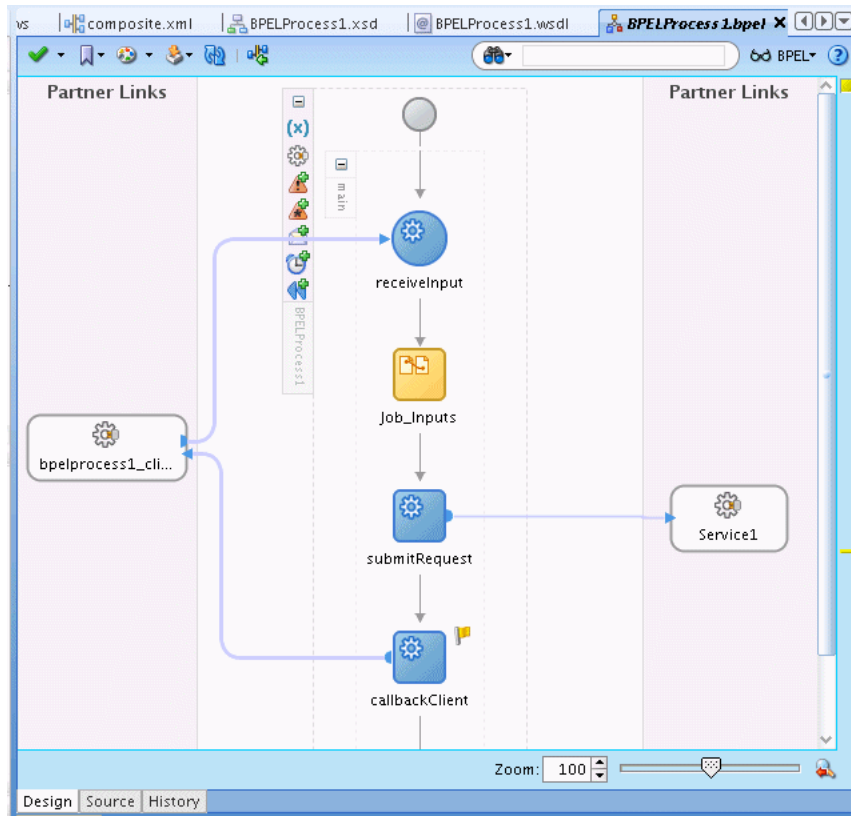 vs composite.xml BPELProcess1.xsd BPELProcess1.wsdl BPELProcess1.bpel
BPEL
Partner Links
Partner Links
(x)
main
receiveInput
BPELProcess1
Job_Inputs
bpelprocess1_cli...
Service1
submitRequest
callbackClient
Zoom: 100
Design Source History